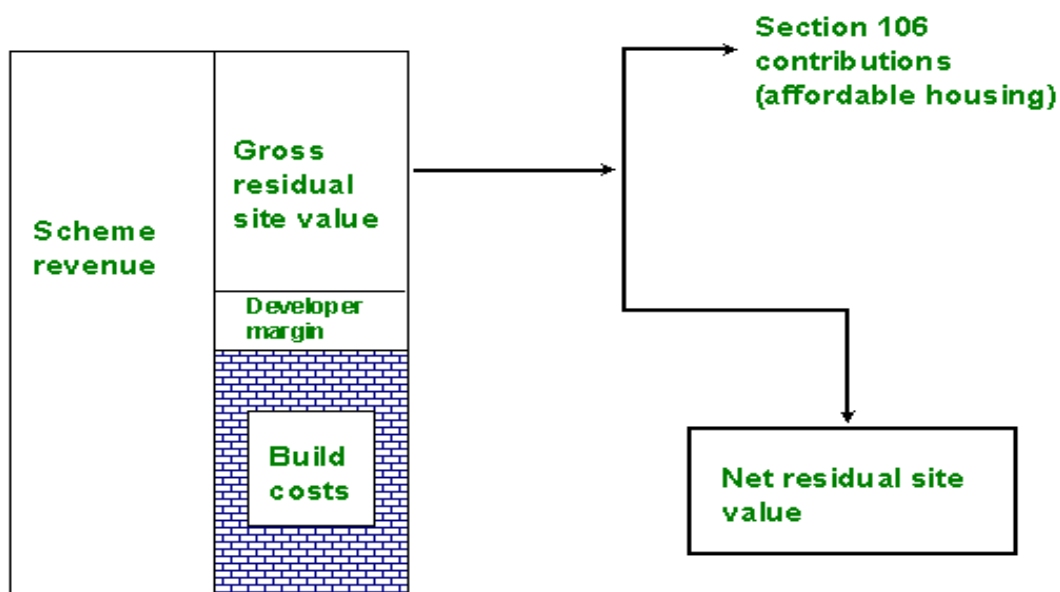 Section 106
contributions
(affordable housing)
Gross
residual
site value
Scheme
revenue
Developer
margin
Build
costs
Net residual site
value